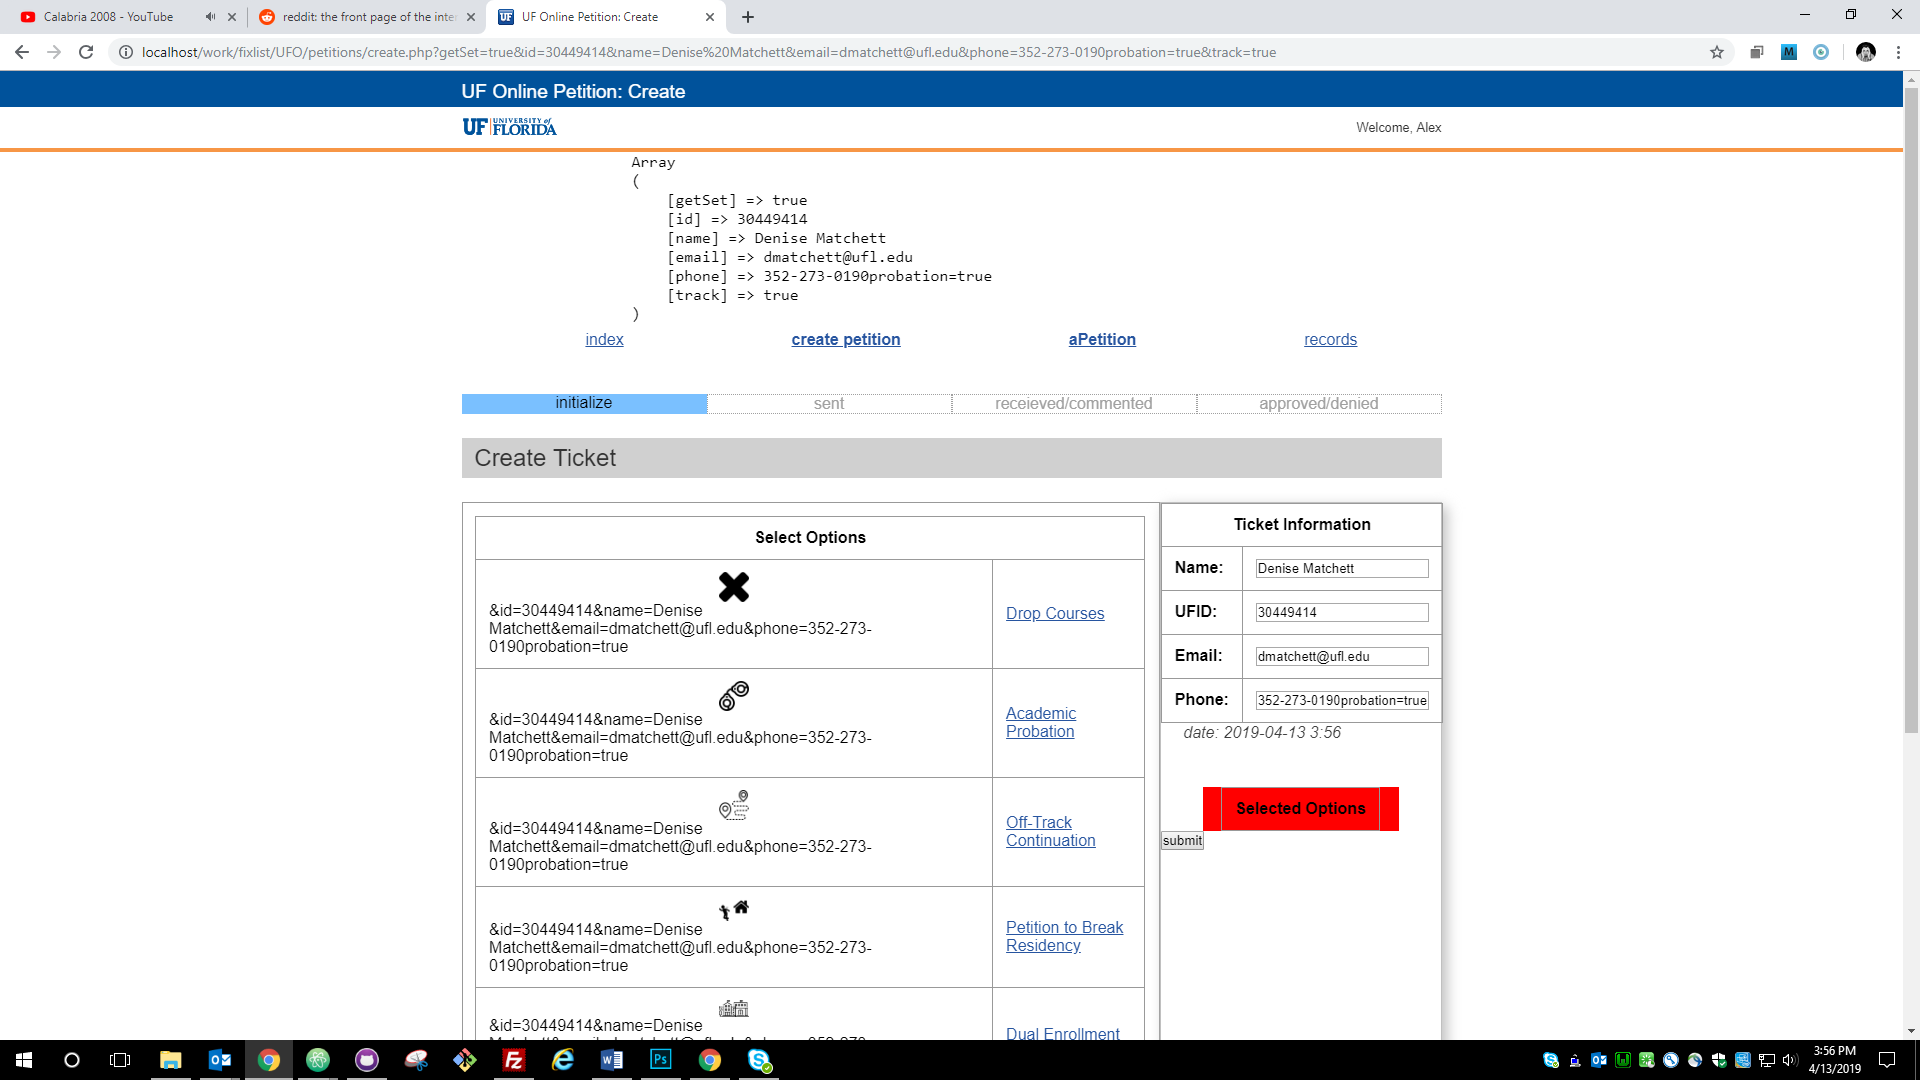 Calabria 2008 - YouTube
reddit: the front page of the inte
UF Online Petition: Create
localhost/work/fixlist/UFO/petitions/create.php?getSet=true&id=30449414&name=Denise%20Matchett&email=dmatchett@ufl.edu&phone=352-273-0190probation=true&track=true
UF Online Petition: Create
UF UNIVERSITY of FLORIDA
Welcome, Alex
Array
(
[getSet] => true
[id] => 30449414
[name] => Denise Matchett
[email] => dmatchett@ufl.edu
[phone] => 352-273-0190probation=true
[track] => true
)
index
create petition
aPetition
records
initialize
sent
receieved/commented
approved/denied
Create Ticket
Select Options
&id=30449414&name=Denise
Matchett&email=dmatchett@ufl.edu&phone=352-273-
0190probation=true
Drop Courses
&id=30449414&name=Denise
Matchett&email=dmatchett@ufl.edu&phone=352-273-
0190probation=true
Academic
Probation
&id=30449414&name=Denise
Matchett&email=dmatchett@ufl.edu&phone=352-273-
0190probation=true
Off-Track
Continuation
&id=30449414&name=Denise
Matchett&email=dmatchett@ufl.edu&phone=352-273-
0190probation=true
Petition to Break
Residency
&id=30449414&name=Denise
Dual Enrollment
Ticket Information
Name:
Denise Matchett
UFID:
30449414
Email:
dmatchett@ufl.edu
Phone:
352-273-0190probation=true
date: 2019-04-13 3:56
Selected Options
submit
3:56 PM
4/13/2019